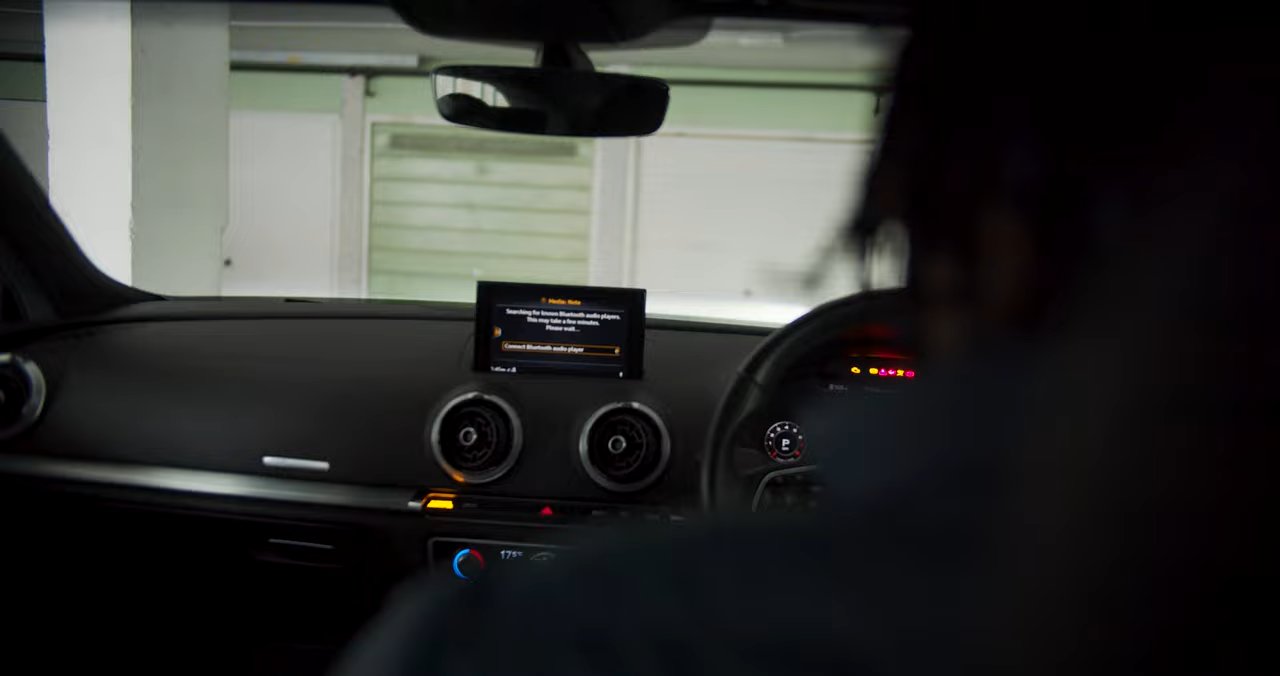 Media: Note
Searching for known Bluetooth audio players.
This may take a few minutes.
Please wait...
Connect Bluetooth audio player
P